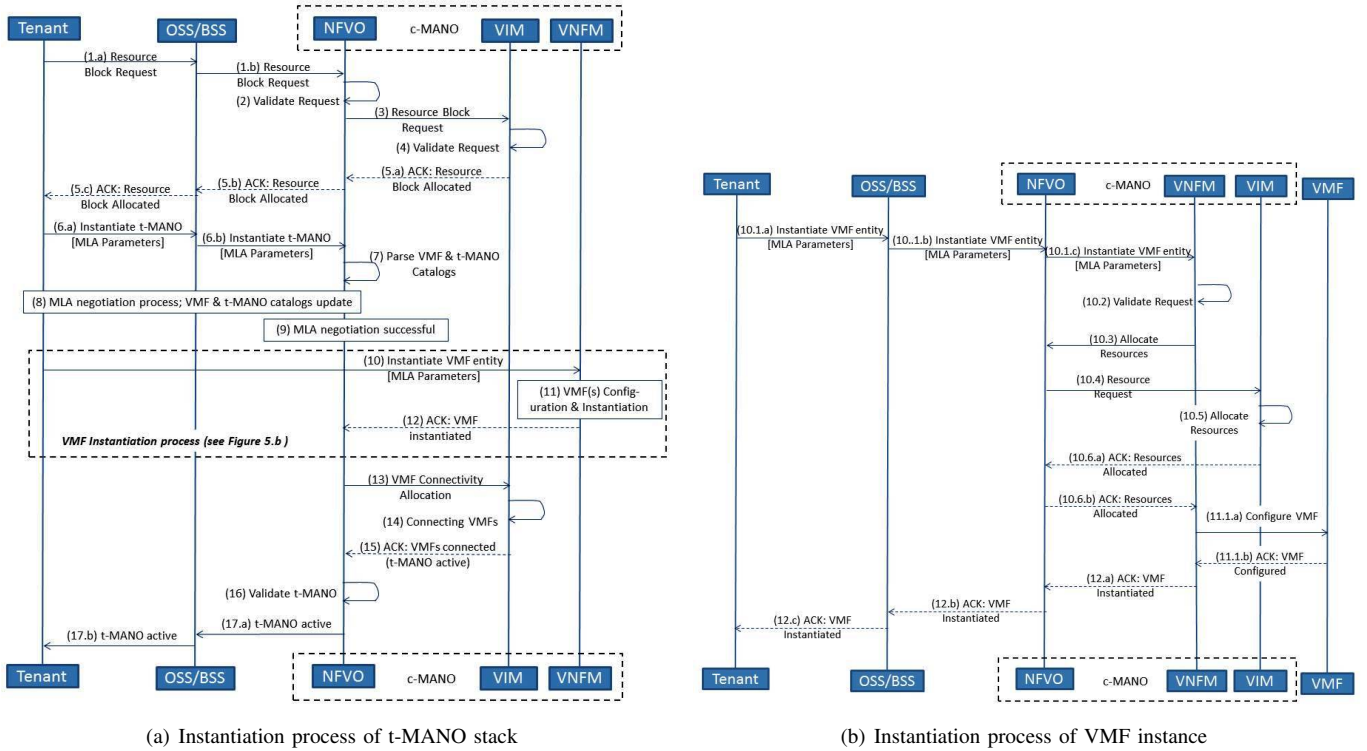 Tenant
OSS/BSS
NFVO
c-MANO
VIM
VNFM
(1.a) Resource
Block Request
(1.b) Resource
Block Request
(2) Validate Request
(3) Resource Block
Request
(4) Validate Request
(5.a) ACK: Resource
Block Allocated
(5.b) ACK: Resource
Block Allocated
(5.c) ACK: Resource
Block Allocated
(6.a) Instantiate t-MANO
[MLA Parameters]
(6.b) Instantiate t-MANO
[MLA Parameters]
(7) Parse VMF & t-MANO
Catalogs
(8) MLA negotiation process; VMF & t-MANO catalogs update
(9) MLA negotiation successful
(10) Instantiate VMF entity
[MLA Parameters]
(11) VMF(s) Config-
uration & Instantiation
(12) ACK: VMF
instantiated
VMF Instantiation process (see Figure 5.b )
(13) VMF Connectivity
Allocation
(14) Connecting VMFs
(15) ACK: VMFs connected
(t-MANO active)
(16) Validate t-MANO
(17.a) t-MANO active
(17.b) t-MANO active
Tenant
OSS/BSS
NFVO
c-MANO
VIM
VNFM
(a) Instantiation process of t-MANO stack
Tenant
OSS/BSS
NFVO
c-MANO
VNFM
VIM
VMF
(10.1.a) Instantiate VMF entity
[MLA Parameters]
(10..1.b) Instantiate VMF entity
[MLA Parameters]
(10.1.c) Instantiate VMF entity
[MLA Parameters]
(10.2) Validate Request
(10.3) Allocate
Resources
(10.4) Resource
Request
(10.5) Allocate
Resources
(10.6.a) ACK: Resources
Allocated
(10.6.b) ACK: Resources
Allocated
(11.1.a) Configure VMF
(11.1.b) ACK: VMF
Configured
(12.a) ACK: VMF
Instantiated
(12.b) ACK: VMF
Instantiated
(12.c) ACK: VMF
Instantiated
Tenant
OSS/BSS
NFVO
c-MANO
VNFM
VIM
VMF
(b) Instantiation process of VMF instance